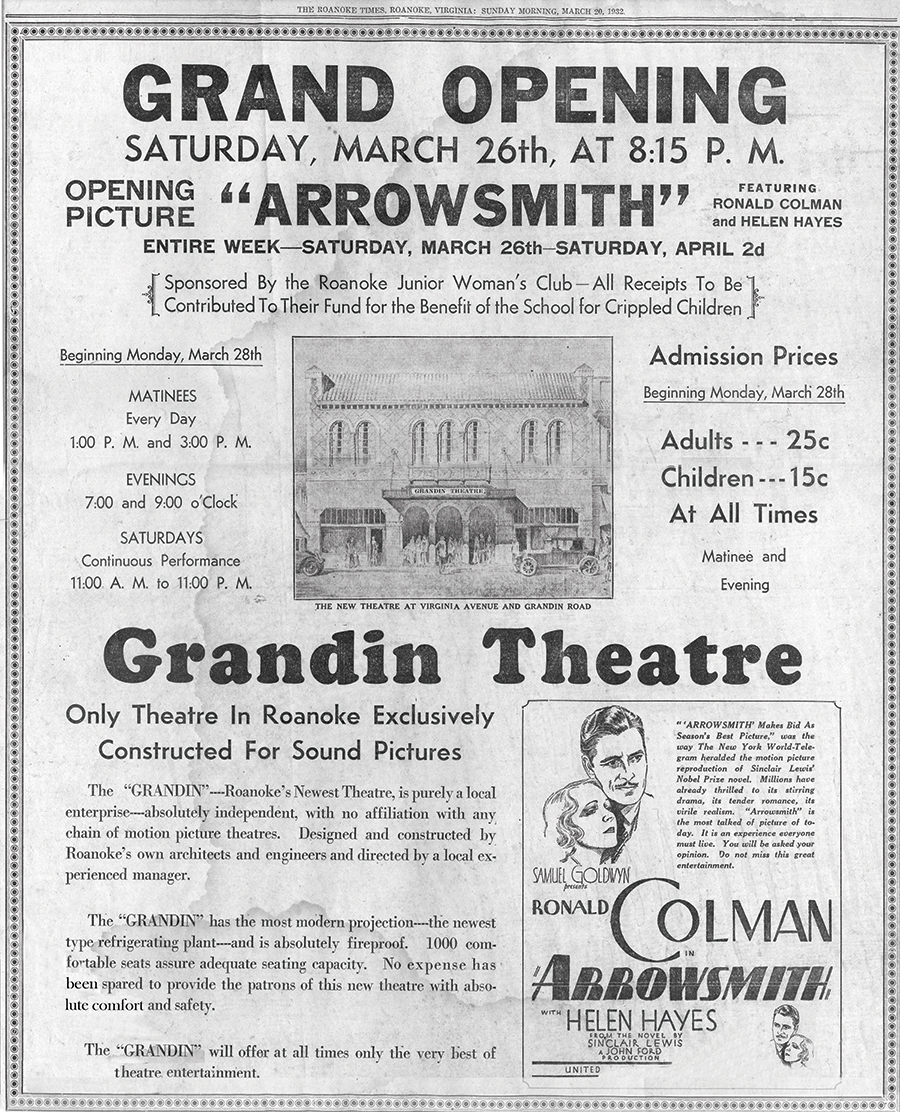 THE ROANOKE TIMES, ROANOKE, VIRGINIA: SUNDAY MORNING, MARCH 20, 1932.
GRAND OPENING
SATURDAY, MARCH 26th, AT 8:15 P. M.
OPENING
PICTURE
"ARROWSMITH"
FEATURING
RONALD COLMAN
and HELEN HAYES
ENTIRE WEEK—SATURDAY, MARCH 26th—SATURDAY, APRIL 2d
Sponsored By the Roanoke Junior Woman's Club—All Receipts To Be
Contributed To Their Fund for the Benefit of the School for Crippled Children
Beginning Monday, March 28th
MATINEES
Every Day
1:00 P. M. and 3:00 P. M.
EVENINGS
7:00 and 9:00 o'Clock
SATURDAYS
Continuous Performance
11:00 A. M. to 11:00 P. M.
GRANDIN THEATRE
THE NEW THEATRE AT VIRGINIA AVENUE AND GRANDIN ROAD
Admission Prices
Beginning Monday, March 28th
Adults - - - 25c
Children - - - 15c
At All Times
Matinee and
Evening
Grandin Theatre
Only Theatre In Roanoke Exclusively
Constructed For Sound Pictures
The "GRANDIN"---Roanoke's Newest Theatre, is purely a local
enterprise---absolutely independent, with no affiliation with any
chain of motion picture theatres. Designed and constructed by
Roanoke's own architects and engineers and directed by a local ex-
perienced manager.
The "GRANDIN" has the most modern projection---the newest
type refrigerating plant---and is absolutely fireproof. 1000 com-
fortable seats assure adequate seating capacity. No expense has
been spared to provide the patrons of this new theatre with abso-
lute comfort and safety.
The "GRANDIN" will offer at all times only the very best of
theatre entertainment.
"'ARROWSMITH' Makes Bid As
Season's Best Picture," was the
way The New York World-Tele-
gram heralded the motion picture
reproduction of Sinclair Lewis'
Nobel Prize novel. Millions have
already thrilled to its stirring
drama, its tender romance, its
virile realism. "Arrowsmith" is
the most talked of picture of to-
day. It is an experience everyone
must live. You will be asked your
opinion. Do not miss this great
entertainment.
SAMUEL GOLDWYN
presents
RONALD COLMAN
IN
"ARROWSMITH"
WITH HELEN HAYES
FROM THE NOVEL BY
SINCLAIR LEWIS
A JOHN FORD
PRODUCTION
UNITED